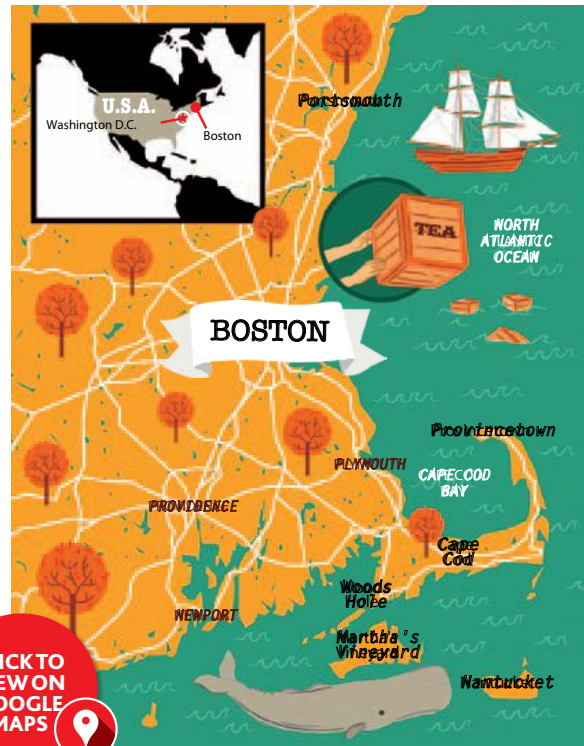 U.S.A.
Washington D.C.
Boston
Portsmouth
TEA
NORTH
ATLANTIC
OCEAN
BOSTON
Provincetown
PLYMOUTH
CAPE COD
BAY
PROVIDENCE
Cape
Cod
Woods
Hole
NEWPORT
Martha's
Vineyard
Nantucket
ICK TO
EW ON
OOGLE
MAPS